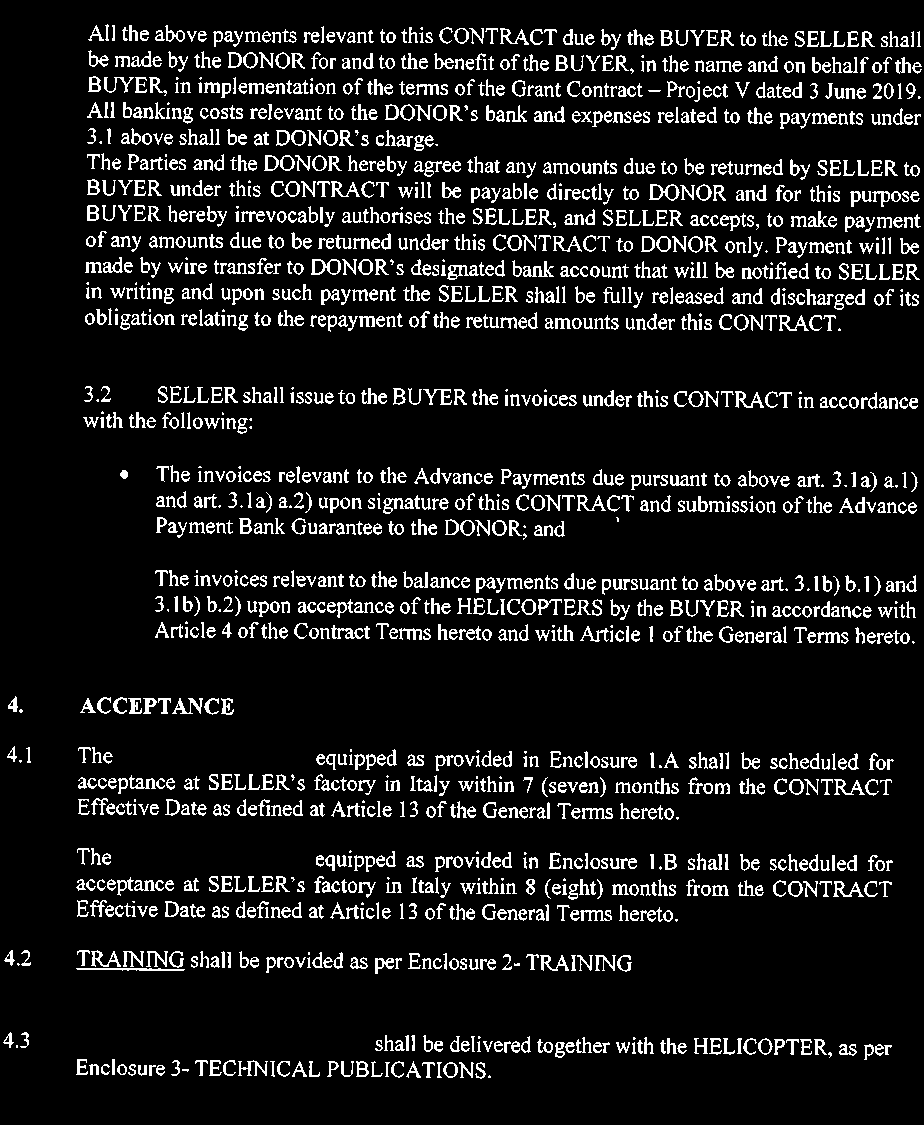 All the above payments relevant to this CONTRACT due by the BUYER to the SELLER shall
be made by the DONOR for and to the benefit of the BUYER, in the name and on behalf of the
BUYER, in implementation of the terms of the Grant Contract – Project V dated 3 June 2019.
All banking costs relevant to the DONOR's bank and expenses related to the payments under
3.1 above shall be at DONOR's charge.
The Parties and the DONOR hereby agree that any amounts due to be returned by SELLER to
BUYER under this CONTRACT will be payable directly to DONOR and for this purpose
BUYER hereby irrevocably authorises the SELLER, and SELLER accepts, to make payment
of any amounts due to be returned under this CONTRACT to DONOR only. Payment will be
made by wire transfer to DONOR's designated bank account that will be notified to SELLER
in writing and upon such payment the SELLER shall be fully released and discharged of its
obligation relating to the repayment of the returned amounts under this CONTRACT.
3.2 SELLER shall issue to the BUYER the invoices under this CONTRACT in accordance
with the following:
• The invoices relevant to the Advance Payments due pursuant to above art. 3.1a) a.1)
and art. 3.1a) a.2) upon signature of this CONTRACT and submission of the Advance
Payment Bank Guarantee to the DONOR; and
The invoices relevant to the balance payments due pursuant to above art. 3.1b) b.1) and
3.1b) b.2) upon acceptance of the HELICOPTERS by the BUYER in accordance with
Article 4 of the Contract Terms hereto and with Article 1 of the General Terms hereto.
4. ACCEPTANCE
4.1 The equipped as provided in Enclosure 1.A shall be scheduled for
acceptance at SELLER's factory in Italy within 7 (seven) months from the CONTRACT
Effective Date as defined at Article 13 of the General Terms hereto.
The equipped as provided in Enclosure 1.B shall be scheduled for
acceptance at SELLER's factory in Italy within 8 (eight) months from the CONTRACT
Effective Date as defined at Article 13 of the General Terms hereto.
4.2 TRAINING shall be provided as per Enclosure 2- TRAINING
4.3 shall be delivered together with the HELICOPTER, as per
Enclosure 3- TECHNICAL PUBLICATIONS.